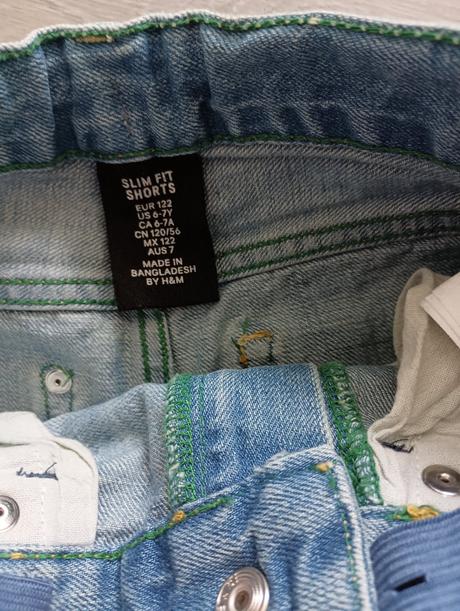 SLIM FIT
SHORTS
EUR 122
US 6-7Y
CA 6-7A
CN 120/56
MX 122
AUS 7
MADE IN
BANGLADESH
BY H&M